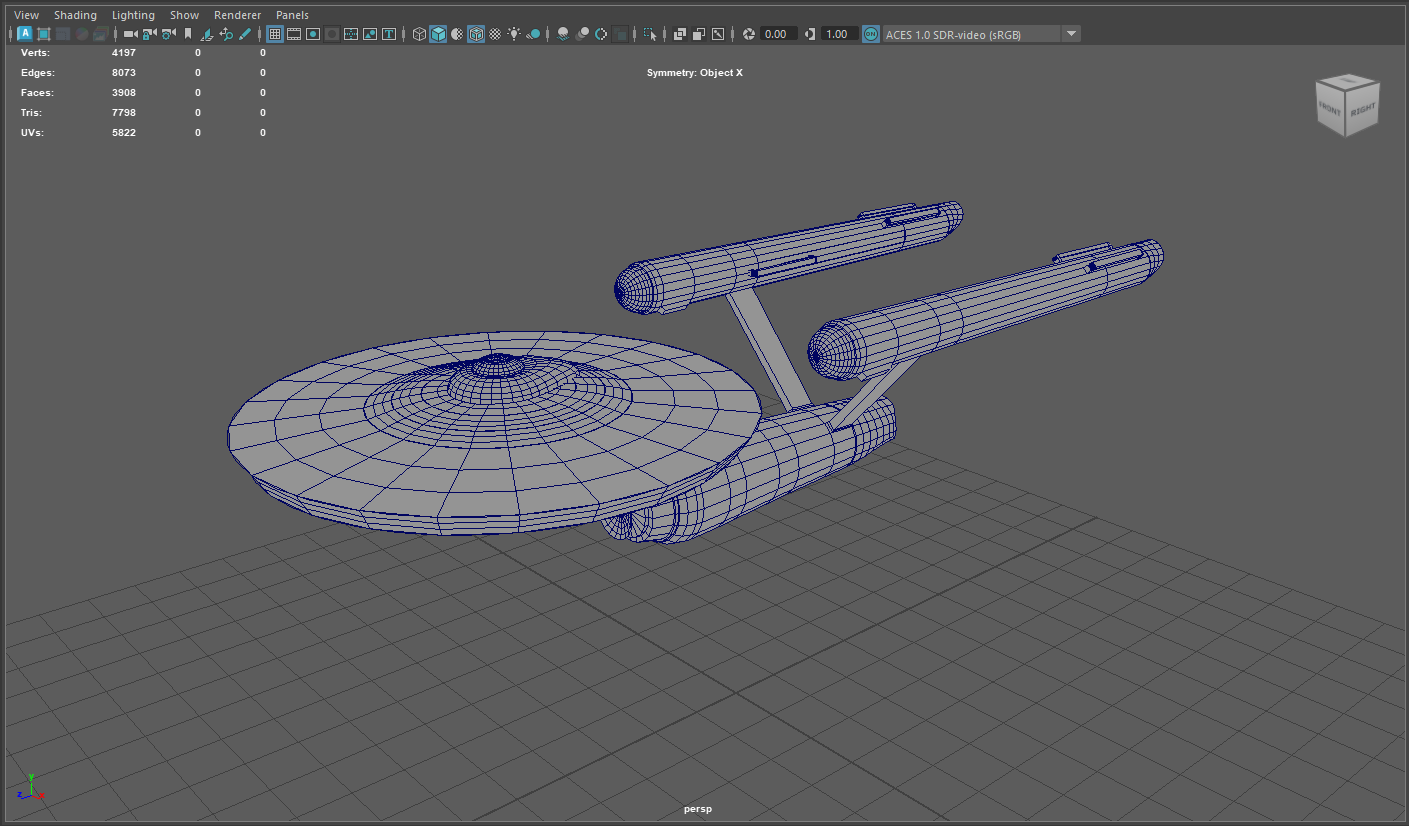 View Shading Lighting Show Renderer Panels
A T 0.00 1.00 ON ACES 1.0 SDR-video (sRGB)
Verts: 4197 0 0
Edges: 8073 0 0
Symmetry: Object X
Faces: 3908 0 0
Tris: 7798 0 0
UVs: 5822 0 0
FRONT RIGHT
y
z x
persp